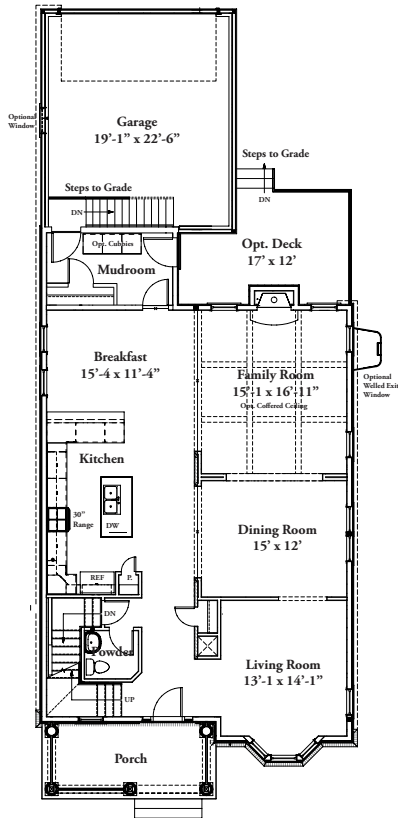 Garage
19'-1" x 22'-6"
Optional
Window
Steps to Grade
Steps to Grade
DN
DN
Opt. Cubbies
Mudroom
Opt. Deck
17' x 12'
Breakfast
15'-4 x 11'-4"
Family Room
15'-1 x 16'-11"
Opt. Coffered Ceiling
Optional
Welled Exit
Window
Kitchen
30"
Range
DW
Dining Room
15' x 12'
REF
P.
DN
Powder
Living Room
13'-1 x 14'-1"
UP
Porch